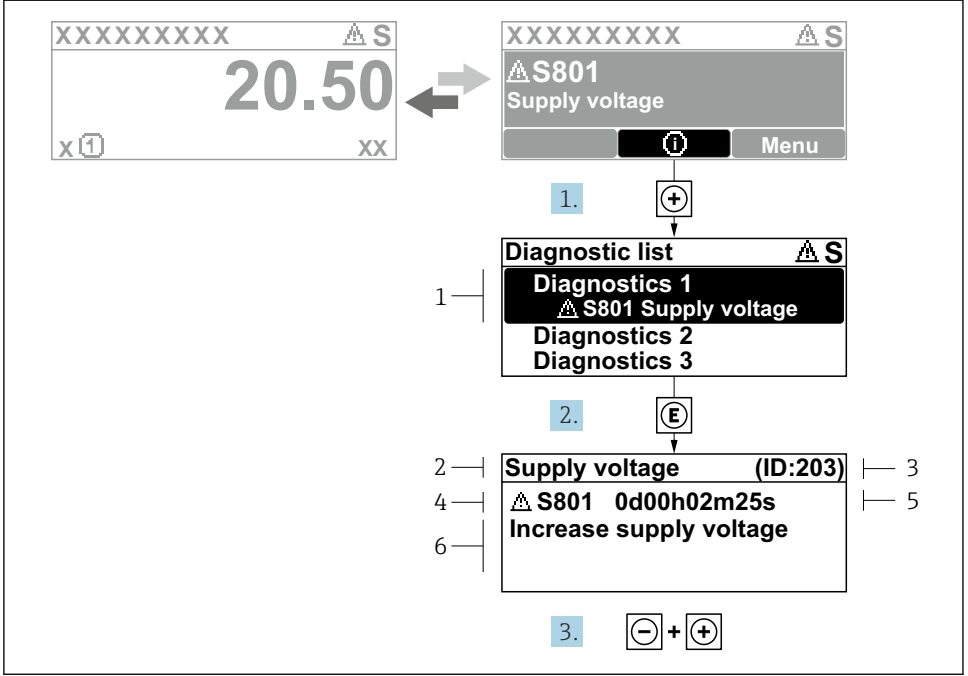 XXXXXXXXX ⚠ S
20.50
x ① xx
XXXXXXXXX ⚠ S
⚠S801
Supply voltage
ⓘ Menu
1. +
Diagnostic list ⚠ S
1
Diagnostics 1
⚠ S801 Supply voltage
Diagnostics 2
Diagnostics 3
2. E
2 Supply voltage (ID:203) 3
4 ⚠ S801 0d00h02m25s 5
6 Increase supply voltage
3. − + +